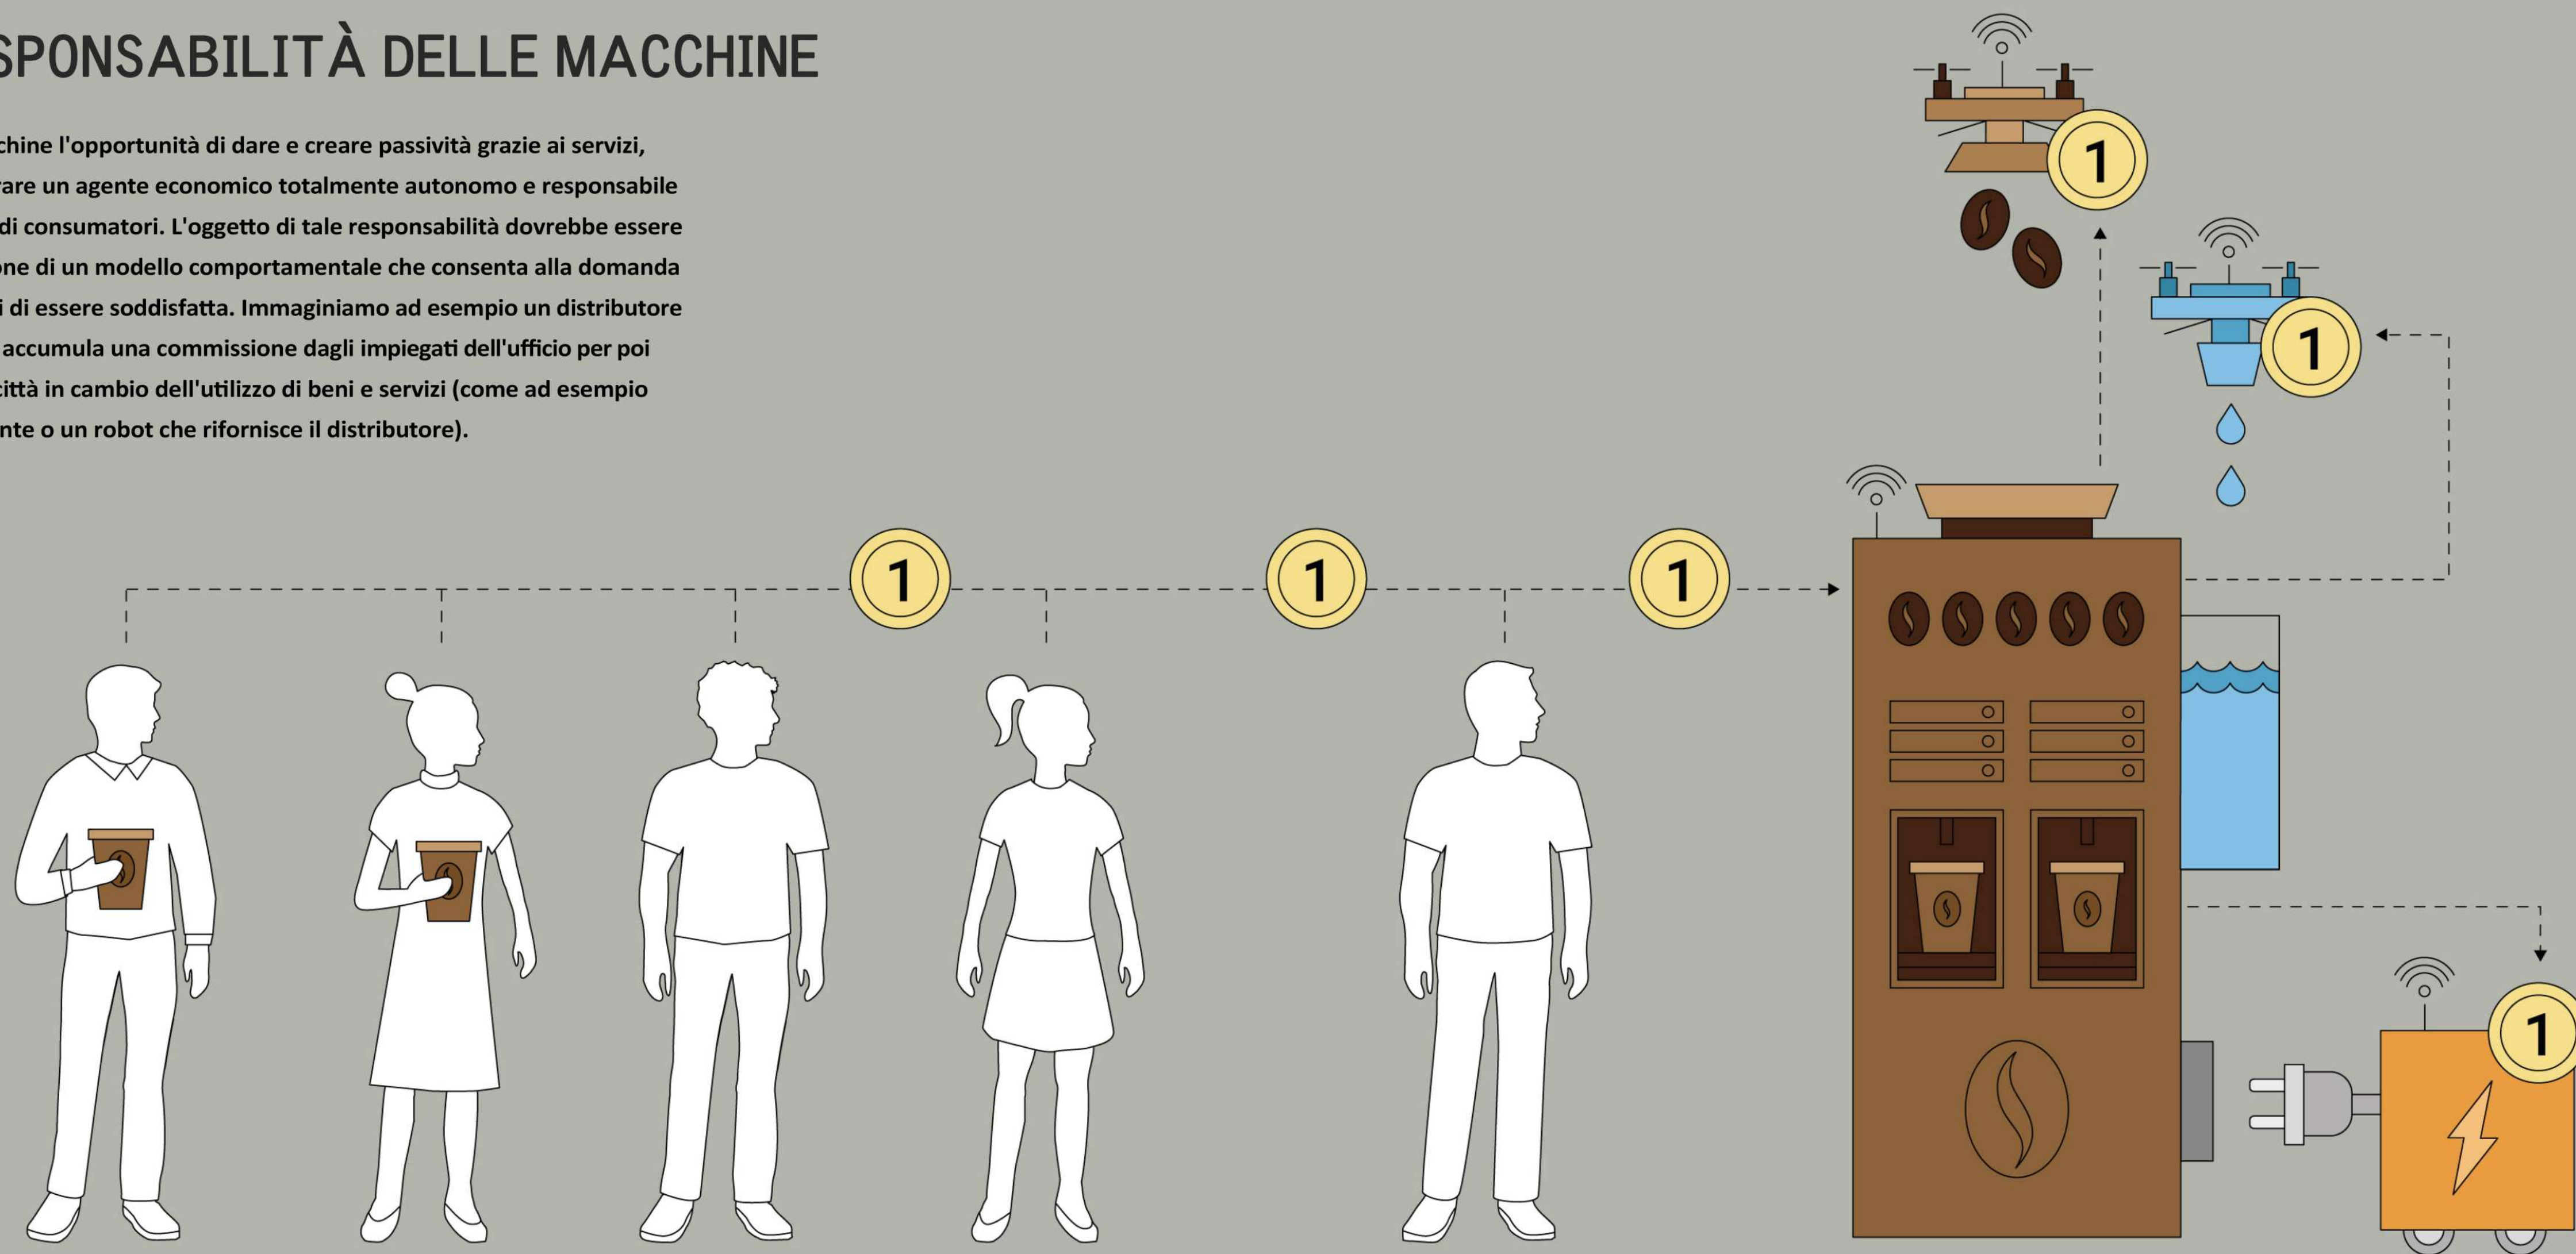 SPONSABILITÀ DELLE MACCHINE
chine l'opportunità di dare e creare passività grazie ai servizi,
rare un agente economico totalmente autonomo e responsabile
di consumatori. L'oggetto di tale responsabilità dovrebbe essere
one di un modello comportamentale che consenta alla domanda
i di essere soddisfatta. Immaginiamo ad esempio un distributore
accumula una commissione dagli impiegati dell'ufficio per poi
città in cambio dell'utilizzo di beni e servizi (come ad esempio
nte o un robot che rifornisce il distributore).
1
1
1
1
1
1